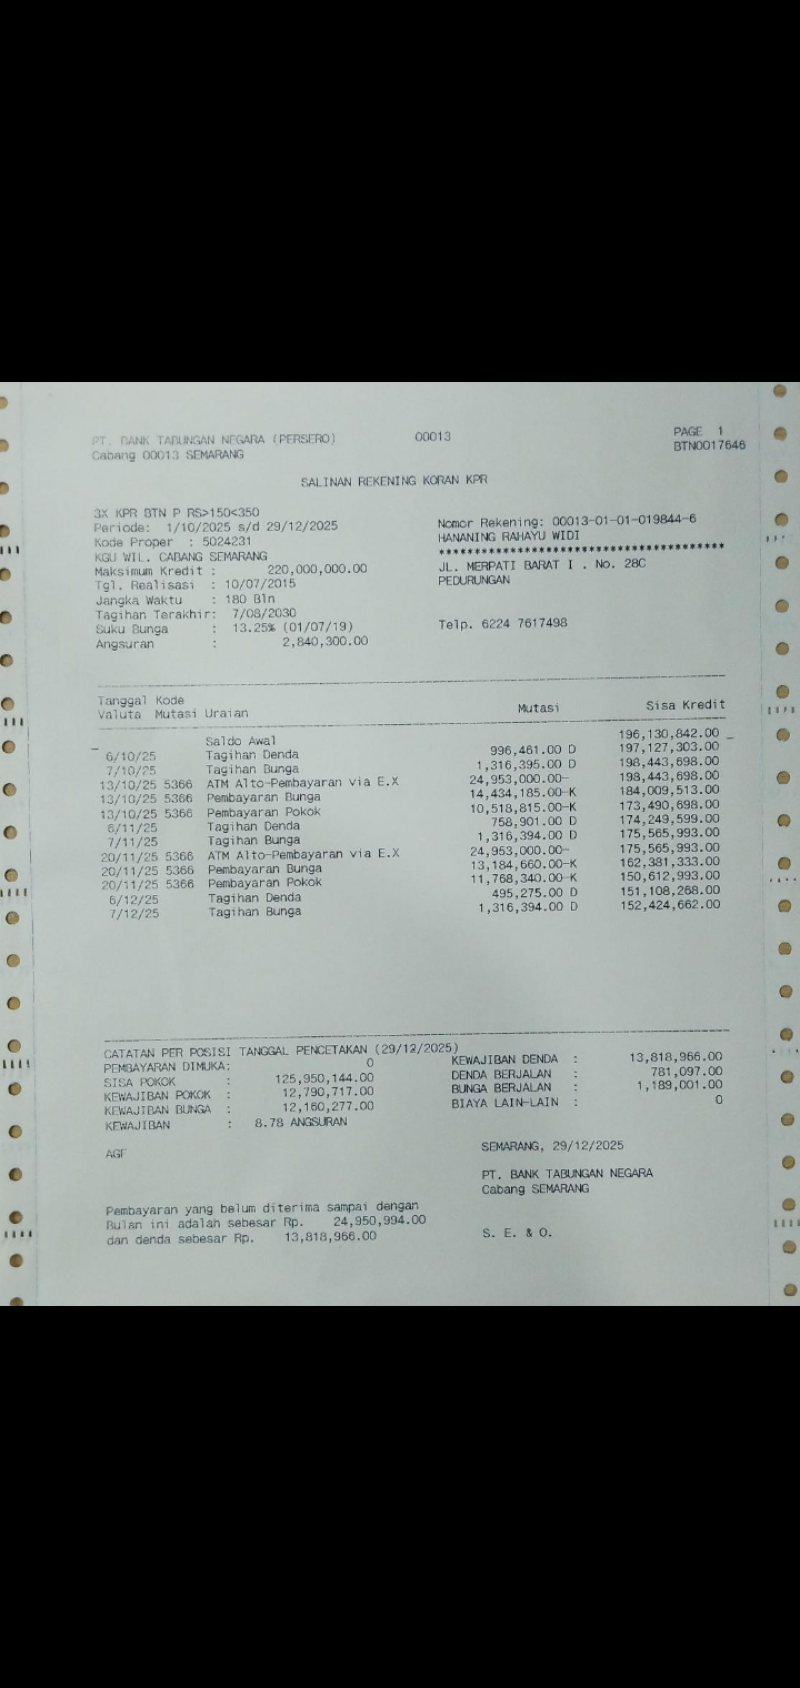 PT. BANK TABUNGAN NEGARA (PERSERO) 00013 PAGE 1
Cabang 00013 SEMARANG BTN0017646
SALINAN REKENING KORAN KPR
3X KPR BTN P RS>150<350
Periode: 1/10/2025 s/d 29/12/2025 Nomor Rekening: 00013-01-01-019844-6
Kode Proper : 5024231 HANANING RAHAYU WIDI
KGU WIL. CABANG SEMARANG ****************************************
Maksimum Kredit : 220,000,000.00 JL. MERPATI BARAT I . No. 28C
Tgl. Realisasi : 10/07/2015 PEDURUNGAN
Jangka Waktu : 180 Bln
Tagihan Terakhir: 7/08/2030
Suku Bunga : 13.25% (01/07/19) Telp. 6224 7617498
Angsuran : 2,840,300.00
Tanggal Kode
Valuta Mutasi Uraian Mutasi Sisa Kredit
Saldo Awal 196,130,842.00
6/10/25 Tagihan Denda 996,461.00 D 197,127,303.00
7/10/25 Tagihan Bunga 1,316,395.00 D 198,443,698.00
13/10/25 5366 ATM Alto-Pembayaran via E.X 24,953,000.00- 198,443,698.00
13/10/25 5366 Pembayaran Bunga 14,434,185.00-K 184,009,513.00
13/10/25 5366 Pembayaran Pokok 10,518,815.00-K 173,490,698.00
6/11/25 Tagihan Denda 758,901.00 D 174,249,599.00
7/11/25 Tagihan Bunga 1,316,394.00 D 175,565,993.00
20/11/25 5366 ATM Alto-Pembayaran via E.X 24,953,000.00- 175,565,993.00
20/11/25 5366 Pembayaran Bunga 13,184,660.00-K 162,381,333.00
20/11/25 5366 Pembayaran Pokok 11,768,340.00-K 150,612,993.00
6/12/25 Tagihan Denda 495,275.00 D 151,108,268.00
7/12/25 Tagihan Bunga 1,316,394.00 D 152,424,662.00
CATATAN PER POSISI TANGGAL PENCETAKAN (29/12/2025)
PEMBAYARAN DIMUKA: 0 KEWAJIBAN DENDA : 13,818,966.00
SISA POKOK : 125,950,144.00 DENDA BERJALAN : 781,097.00
KEWAJIBAN POKOK : 12,790,717.00 BUNGA BERJALAN : 1,189,001.00
KEWAJIBAN BUNGA : 12,160,277.00 BIAYA LAIN-LAIN : 0
KEWAJIBAN : 8.78 ANGSURAN
SEMARANG, 29/12/2025
AGF
PT. BANK TABUNGAN NEGARA
Cabang SEMARANG
Pembayaran yang belum diterima sampai dengan
Bulan ini adalah sebesar Rp. 24,950,994.00
dan denda sebesar Rp. 13,818,966.00 S. E. & O.